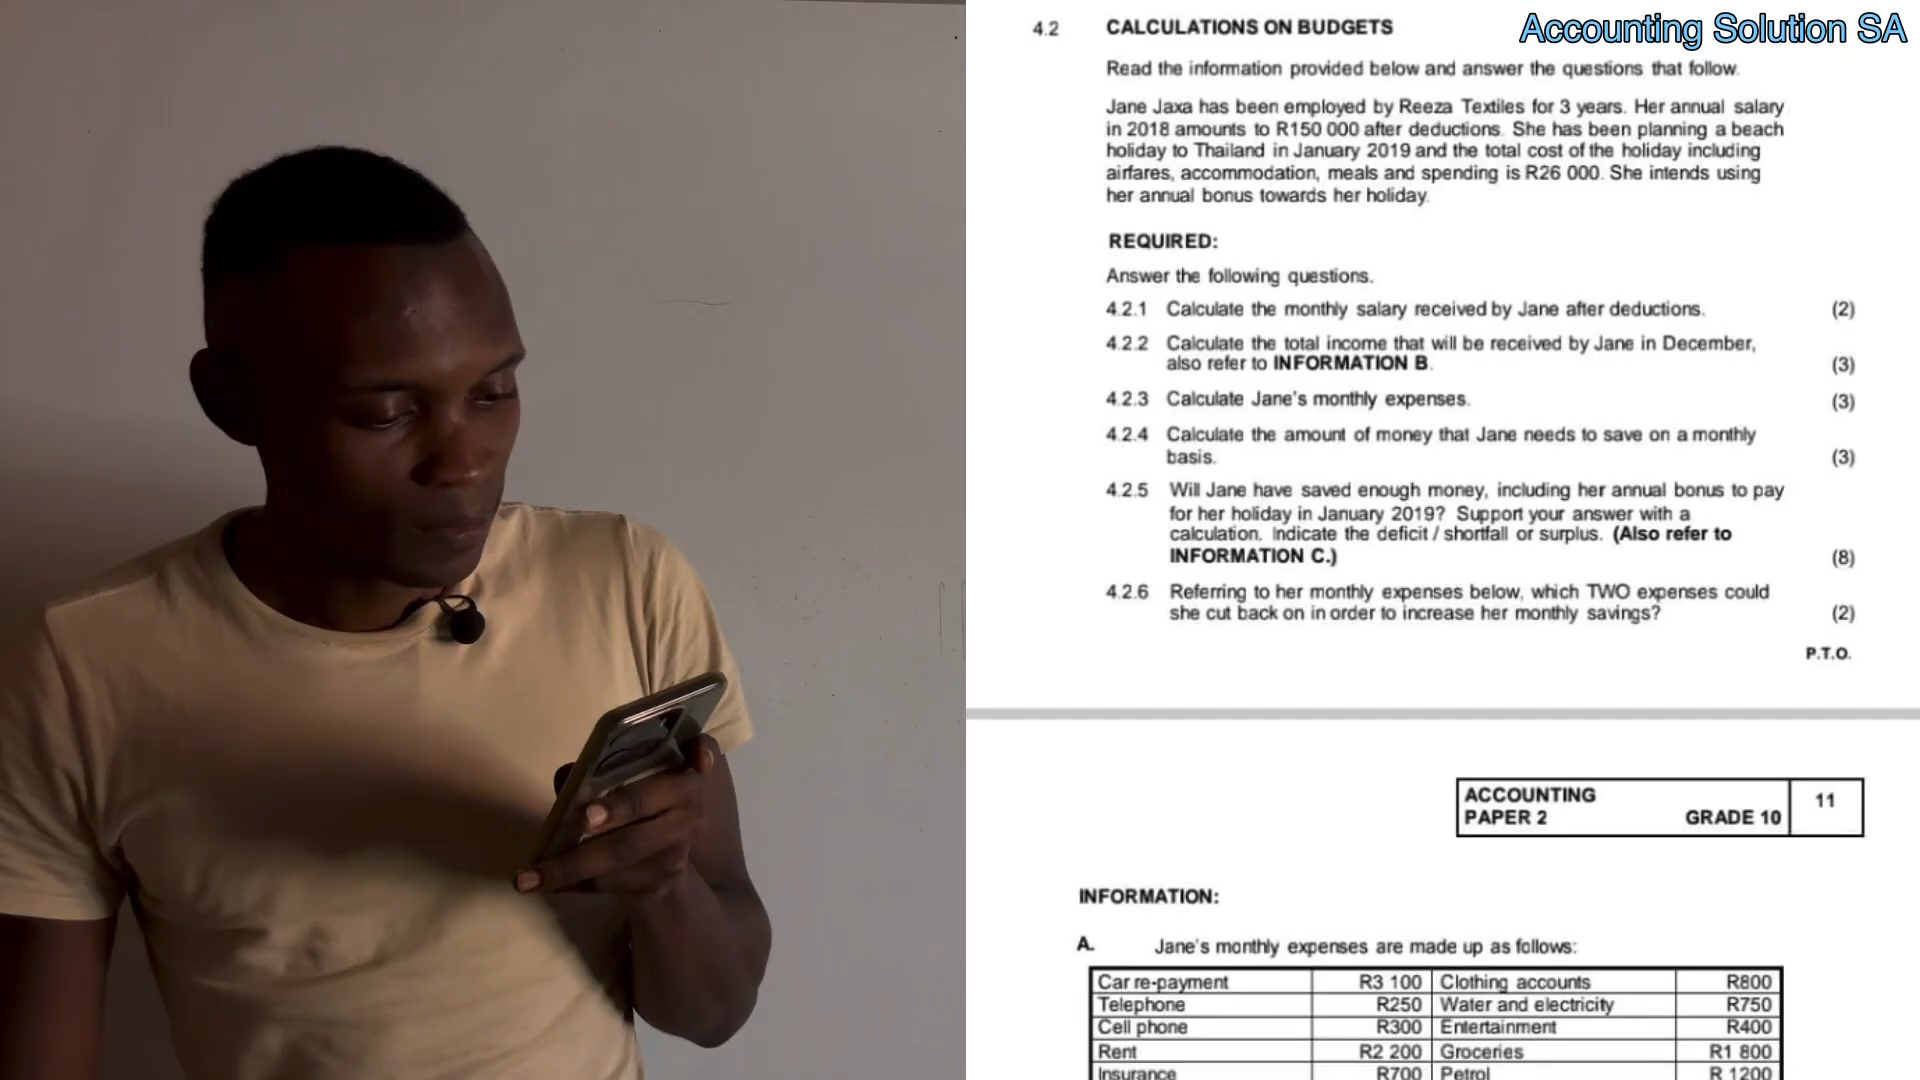 Accounting Solution SA
4.2 CALCULATIONS ON BUDGETS
Read the information provided below and answer the questions that follow.
Jane Jaxa has been employed by Reeza Textiles for 3 years. Her annual salary
in 2018 amounts to R150 000 after deductions. She has been planning a beach
holiday to Thailand in January 2019 and the total cost of the holiday including
airfares, accommodation, meals and spending is R26 000. She intends using
her annual bonus towards her holiday.
REQUIRED:
Answer the following questions.
4.2.1 Calculate the monthly salary received by Jane after deductions. (2)
4.2.2 Calculate the total income that will be received by Jane in December,
also refer to INFORMATION B. (3)
4.2.3 Calculate Jane's monthly expenses. (3)
4.2.4 Calculate the amount of money that Jane needs to save on a monthly
basis. (3)
4.2.5 Will Jane have saved enough money, including her annual bonus to pay
for her holiday in January 2019? Support your answer with a
calculation. Indicate the deficit / shortfall or surplus. (Also refer to
INFORMATION C.) (8)
4.2.6 Referring to her monthly expenses below, which TWO expenses could
she cut back on in order to increase her monthly savings? (2)
P.T.O.
ACCOUNTING 11
PAPER 2 GRADE 10
INFORMATION:
A. Jane's monthly expenses are made up as follows:
Car re-payment R3 100 Clothing accounts R800
Telephone R250 Water and electricity R750
Cell phone R300 Entertainment R400
Rent R2 200 Groceries R1 800
Insurance R700 Petrol R 1200